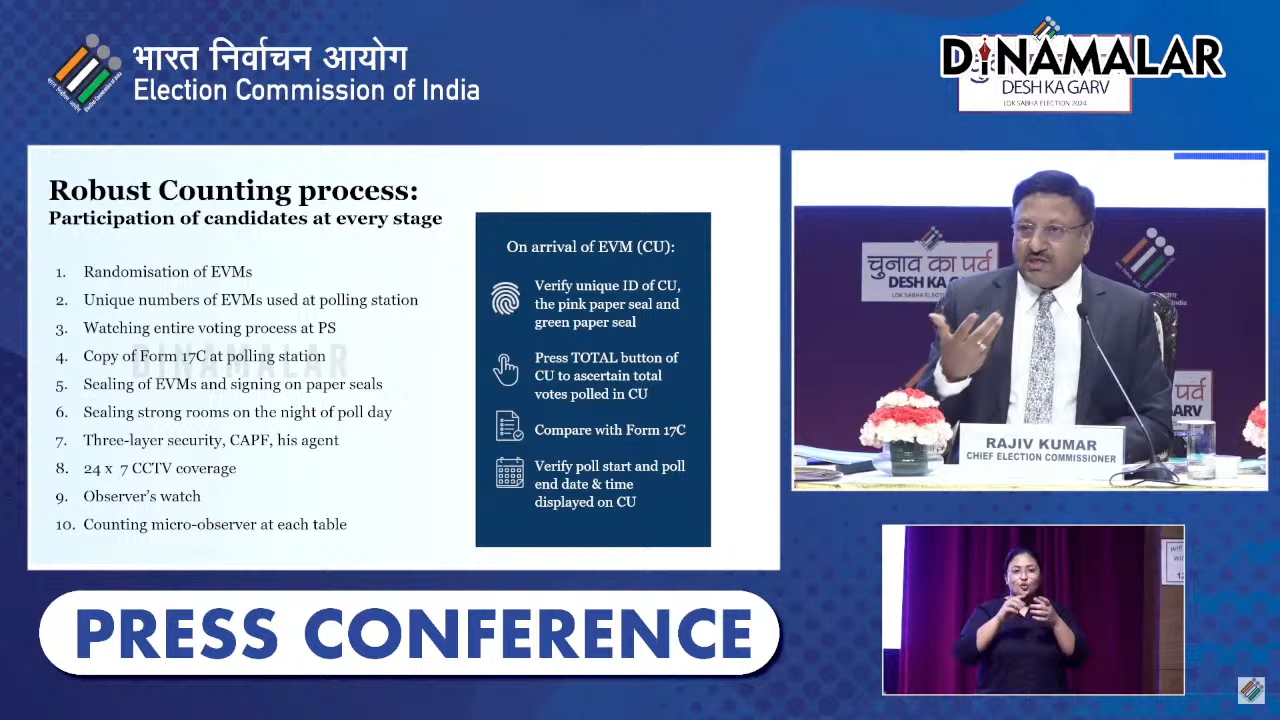 भारत निर्वाचन आयोग
Election Commission of India
DINAMALAR
DESH KA GARV
LOK SABHA ELECTION 2024
Robust Counting process:
Participation of candidates at every stage
1. Randomisation of EVMs
2. Unique numbers of EVMs used at polling station
3. Watching entire voting process at PS
4. Copy of Form 17C at polling station
5. Sealing of EVMs and signing on paper seals
6. Sealing strong rooms on the night of poll day
7. Three-layer security, CAPF, his agent
8. 24 x 7 CCTV coverage
9. Observer's watch
10. Counting micro-observer at each table
DINAMALAR
On arrival of EVM (CU):
Verify unique ID of CU,
the pink paper seal and
green paper seal
Press TOTAL button of
CU to ascertain total
votes polled in CU
Compare with Form 17C
Verify poll start and poll
end date & time
displayed on CU
चुनाव का पर्व
DESH KA
LOK SABHA
India
पर्व
GARV
RAJIV KUMAR
CHIEF ELECTION COMMISSIONER
PRESS CONFERENCE